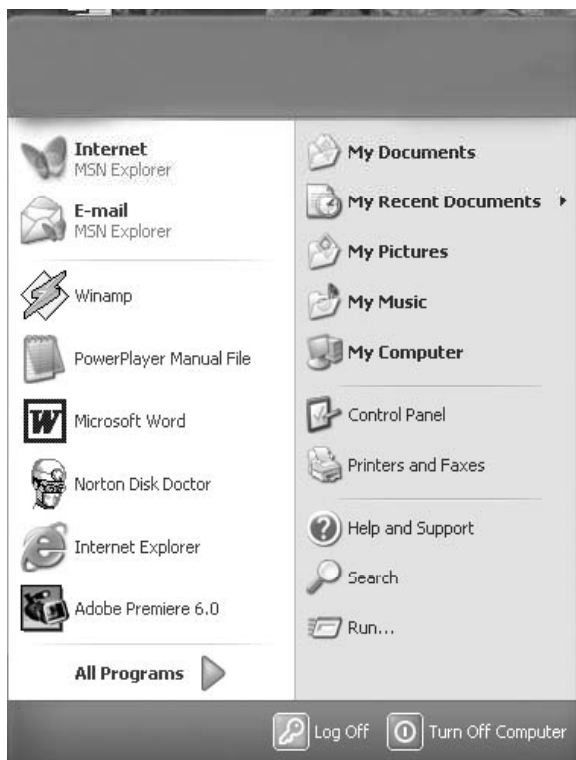 Internet
MSN Explorer
E-mail
MSN Explorer
Winamp
PowerPlayer Manual File
W
Microsoft Word
Norton Disk Doctor
Internet Explorer
Adobe Premiere 6.0
All Programs
My Documents
My Recent Documents
My Pictures
My Music
My Computer
Control Panel
Printers and Faxes
Help and Support
Search
Run...
Log Off
Turn Off Computer